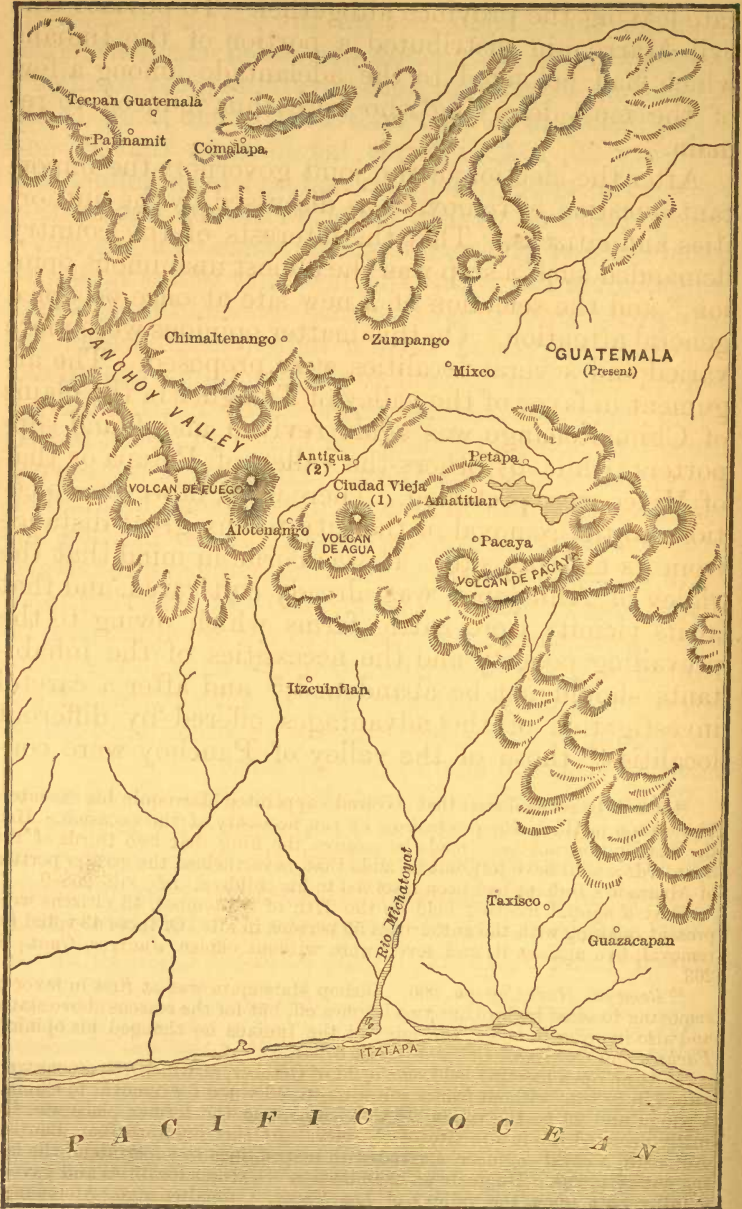 Tecpan Guatemala
Patinamit
Comalapa
PANCHOY VALLEY
Chimaltenango
Zumpango
GUATEMALA
(Present)
Mixco
Antigua
(2)
Petapa
VOLCAN DE FUEGO
Ciudad Vieja
(1)
Amatitlan
Alotenango
VOLCAN
DE AGUA
Pacaya
VOLCAN DE PACAYA
Itzcuintlan
Rio Michatoyat
Taxisco
Guazacapan
ITZTAPA
PACIFIC OCEAN